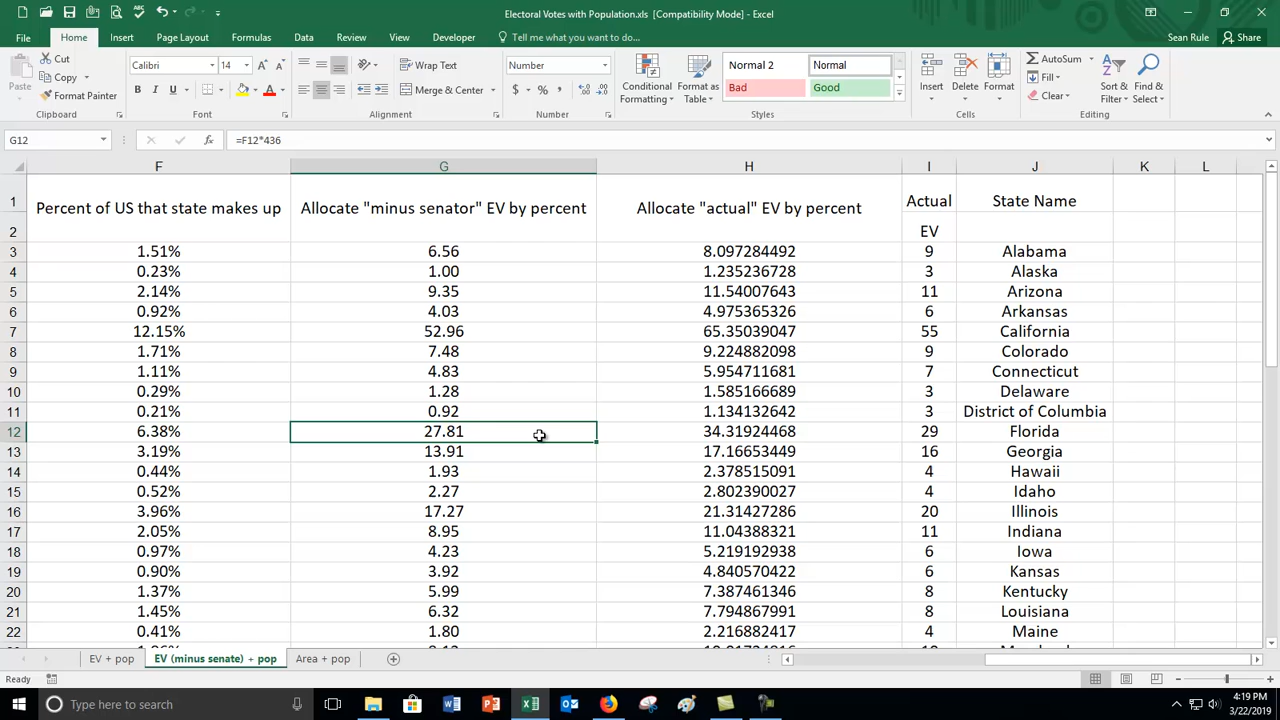 Electoral Votes with Population.xls [Compatibility Mode] - Excel
File Home Insert Page Layout Formulas Data Review View Developer Tell me what you want to do... Sean Rule Share
Paste Cut Copy Format Painter Clipboard
Calibri 14 B I U A Font
Wrap Text Merge & Center Alignment
Number $ % , Number
Conditional Formatting Format as Table Normal 2 Normal Bad Good Styles
Insert Delete Format Cells
AutoSum Fill Clear Sort & Filter Find & Select Editing
G12 fx =F12*436
F G H I J K L
1 Percent of US that state makes up Allocate "minus senator" EV by percent Allocate "actual" EV by percent Actual State Name
2 EV
3 1.51% 6.56 8.097284492 9 Alabama
4 0.23% 1.00 1.235236728 3 Alaska
5 2.14% 9.35 11.54007643 11 Arizona
6 0.92% 4.03 4.975365326 6 Arkansas
7 12.15% 52.96 65.35039047 55 California
8 1.71% 7.48 9.224882098 9 Colorado
9 1.11% 4.83 5.954711681 7 Connecticut
10 0.29% 1.28 1.585166689 3 Delaware
11 0.21% 0.92 1.134132642 3 District of Columbia
12 6.38% 27.81 34.31924468 29 Florida
13 3.19% 13.91 17.16653449 16 Georgia
14 0.44% 1.93 2.378515091 4 Hawaii
15 0.52% 2.27 2.802390027 4 Idaho
16 3.96% 17.27 21.31427286 20 Illinois
17 2.05% 8.95 11.04388321 11 Indiana
18 0.97% 4.23 5.219192938 6 Iowa
19 0.90% 3.92 4.840570422 6 Kansas
20 1.37% 5.99 7.387461346 8 Kentucky
21 1.45% 6.32 7.794867991 8 Louisiana
22 0.41% 1.80 2.216882417 4 Maine
EV + pop EV (minus senate) + pop Area + pop
Ready
Type here to search 4:19 PM
3/22/2019